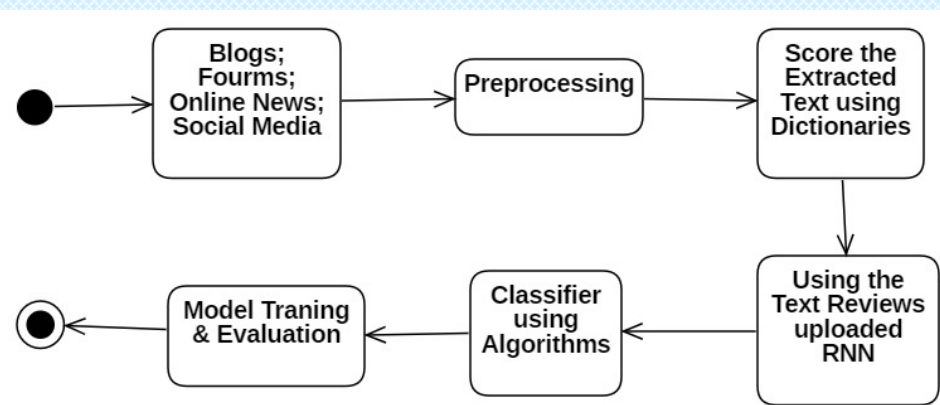 Blogs;
Fourms;
Online News;
Social Media
Preprocessing
Score the
Extracted
Text using
Dictionaries
Using the
Text Reviews
uploaded
RNN
Classifier
using
Algorithms
Model Traning
& Evaluation